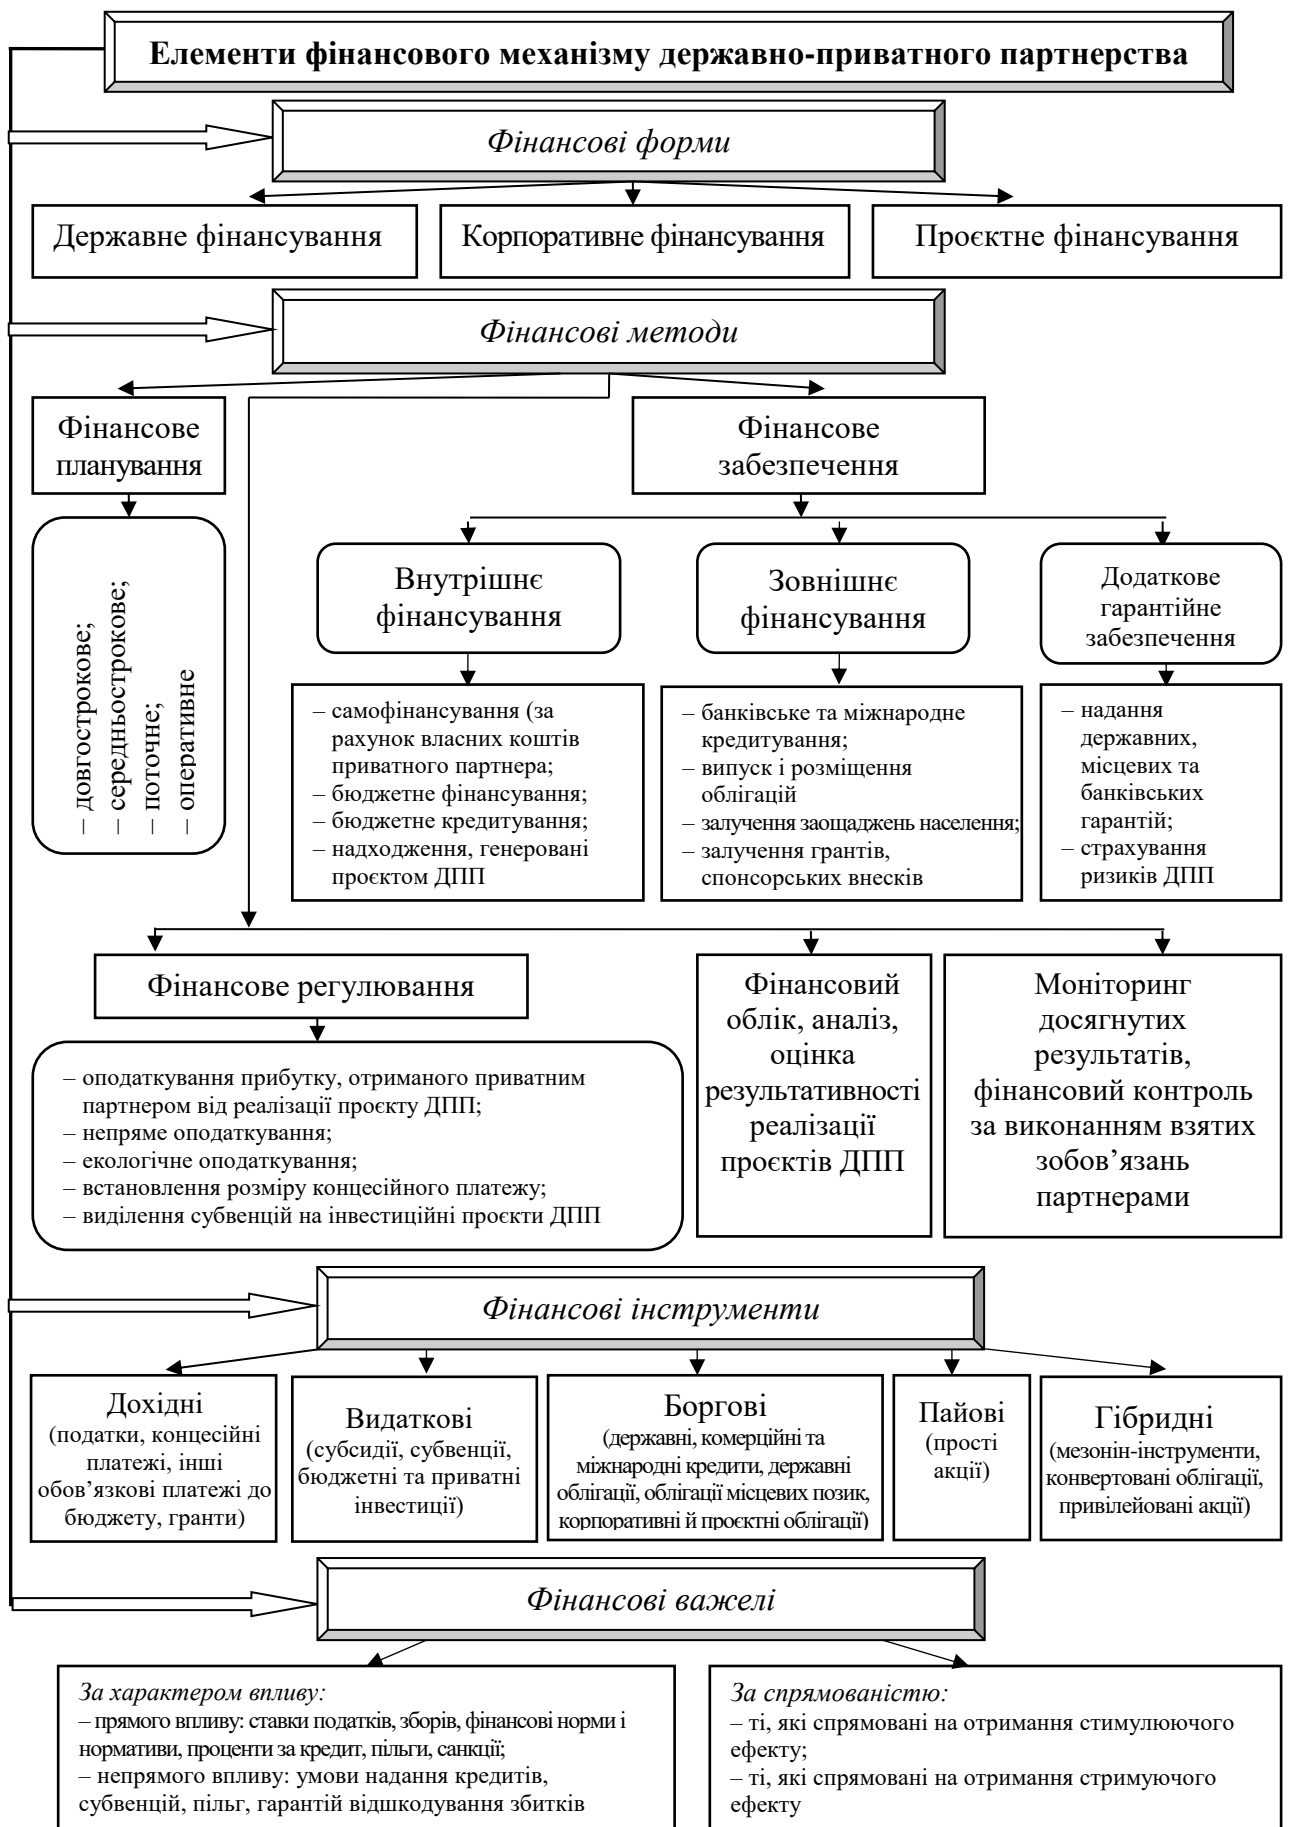 Елементи фінансового механізму державно-приватного партнерства
Фінансові форми
Державне фінансування
Корпоративне фінансування
Проєктне фінансування
Фінансові методи
Фінансове
планування
– довгострокове;
– середньострокове;
– поточне;
– оперативне
Фінансове
забезпечення
Внутрішнє
фінансування
– самофінансування (за
рахунок власних коштів
приватного партнера;
– бюджетне фінансування;
– бюджетне кредитування;
– надходження, генеровані
проєктом ДПП
Зовнішнє
фінансування
– банківське та міжнародне
кредитування;
– випуск і розміщення
облігацій
– залучення заощаджень населення;
– залучення грантів,
спонсорських внесків
Додаткове
гарантійне
забезпечення
– надання
державних,
місцевих та
банківських
гарантій;
– страхування
ризиків ДПП
Фінансове регулювання
– оподаткування прибутку, отриманого приватним
партнером від реалізації проєкту ДПП;
– непряме оподаткування;
– екологічне оподаткування;
– встановлення розміру концесійного платежу;
– виділення субвенцій на інвестиційні проєкти ДПП
Фінансовий
облік, аналіз,
оцінка
результативності
реалізації
проєктів ДПП
Моніторинг
досягнутих
результатів,
фінансовий контроль
за виконанням взятих
зобов’язань
партнерами
Фінансові інструменти
Дохідні
(податки, концесійні
платежі, інші
обов’язкові платежі до
бюджету, гранти)
Видаткові
(субсидії, субвенції,
бюджетні та приватні
інвестиції)
Боргові
(державні, комерційні та
міжнародні кредити, державні
облігації, облігації місцевих позик,
корпоративні й проєктні облігації)
Пайові
(прості
акції)
Гібридні
(мезонін-інструменти,
конвертовані облігації,
привілейовані акції)
Фінансові важелі
За характером впливу:
– прямого впливу: ставки податків, зборів, фінансові норми і
нормативи, проценти за кредит, пільги, санкції;
– непрямого впливу: умови надання кредитів,
субвенцій, пільг, гарантій відшкодування збитків
За спрямованістю:
– ті, які спрямовані на отримання стимулюючого
ефекту;
– ті, які спрямовані на отримання стримуючого
ефекту